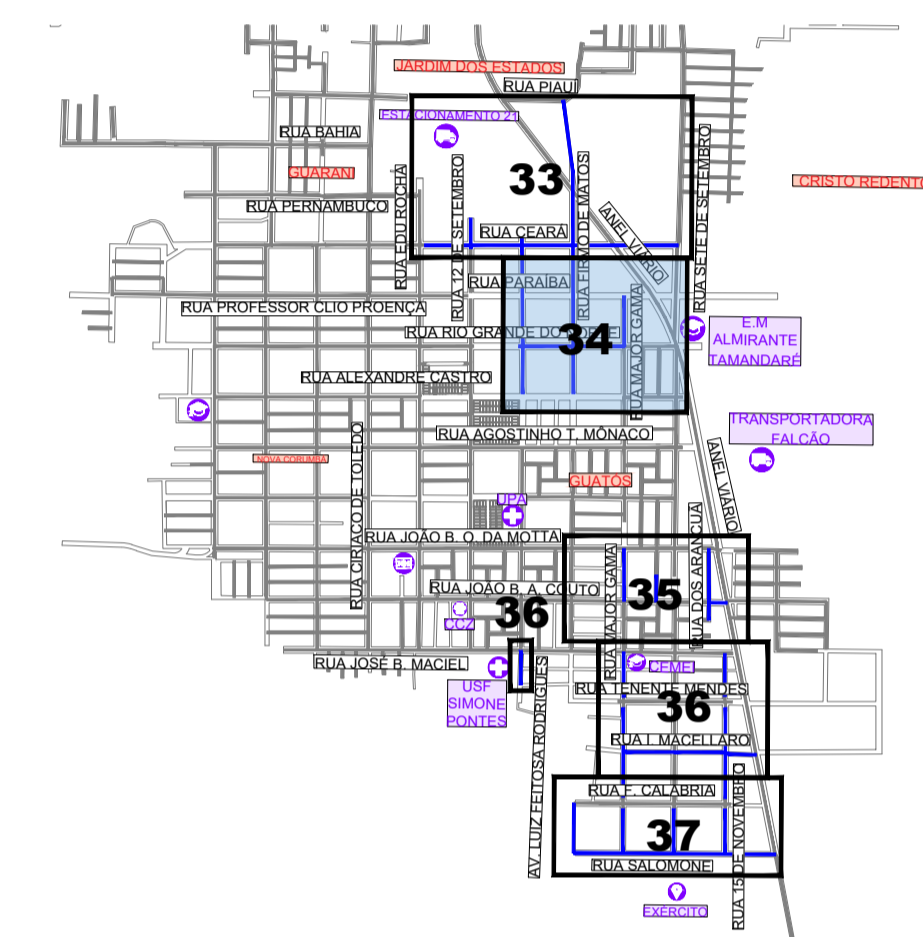 JARDIM DOS ESTADOS
RUA PIAUI
ESTACIONAMENTO 21
RUA BAHIA
GUARANI
33
CRISTO REDENTO
RUA PERNAMBUCO
RUA EDU ROCHA
RUA 12 DE SETEMBRO
RUA CEARÁ
RUA FIRMO DE MATOS
ANEL VIÁRIO
RUA SETE DE SETEMBRO
RUA PARAÍBA
RUA PROFESSOR CLIO PROENÇA
RUA RIO GRANDE DO NORTE
34
RUA MAJOR GAMA
E.M
ALMIRANTE
TAMANDARÉ
RUA ALEXANDRE CASTRO
TRANSPORTADORA
FALCÃO
RUA AGOSTINHO T. MÔNACO
NOVA CORUMBÁ
RUA CIRIACO DE TOLEDO
GUATÓS
ANEL VIÁRIO
UPA
RUA JOÃO B. O. DA MOTTA
RUA JOÃO B. A. COUTO
RUA MAJOR GAMA
35
RUA DOS ARANCUÃ
36
CCZ
RUA JOSÉ B. MACIEL
CEMEI
USF
SIMONE
PONTES
AV. LUIZ FEITOSA RODRIGUES
RUA TENENTE MENDES
36
RUA I. MACELLARO
RUA F. CALABRIA
37
RUA 15 DE NOVEMBRO
RUA SALOMONE
EXÉRCITO